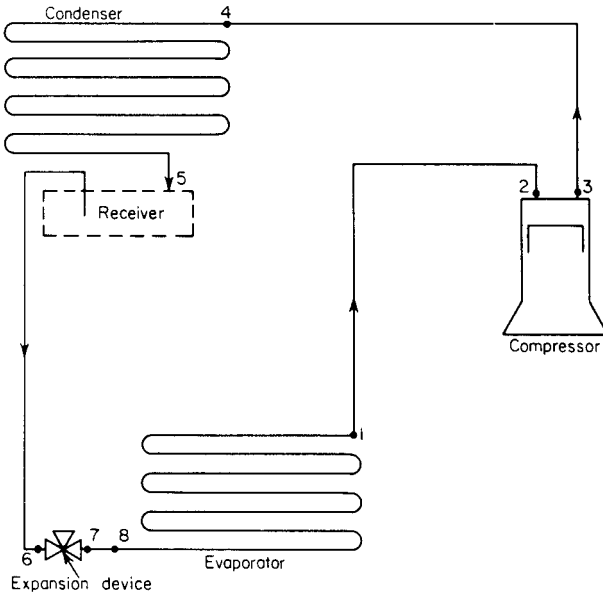 Condenser
4
5
Receiver
2
3
Compressor
1
6
7
8
Evaporator
Expansion device